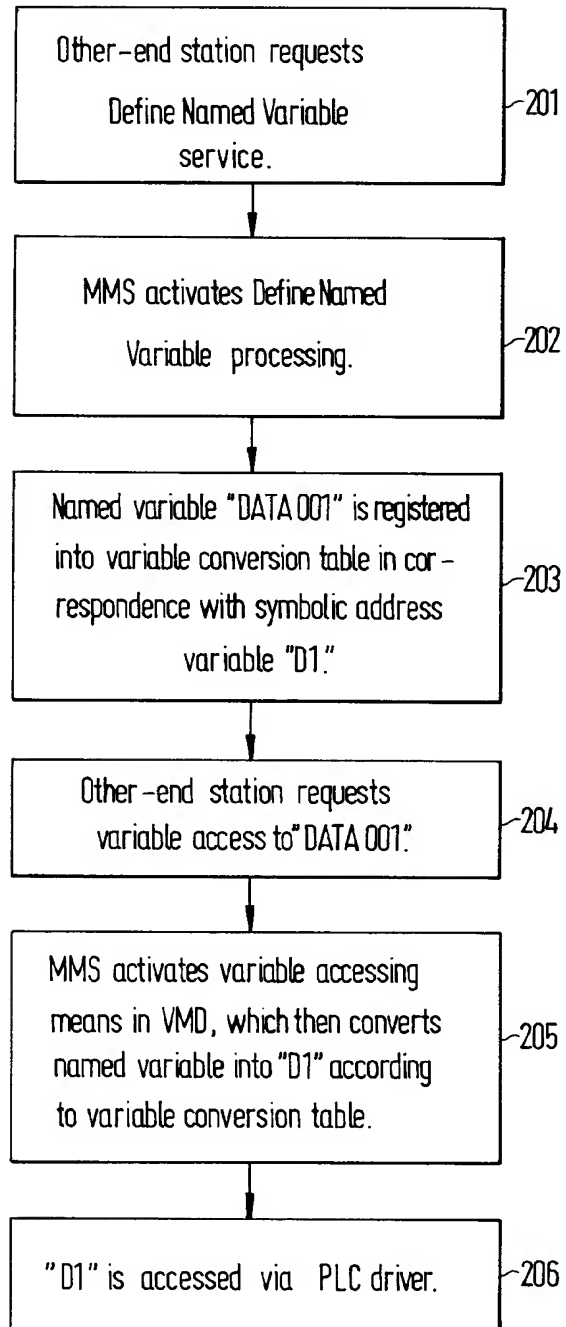 Other-end station requests
Define Named Variable
service.
201
MMS activates Define Named
Variable processing.
202
Named variable "DATA 001" is registered
into variable conversion table in cor-
respondence with symbolic address
variable "D1."
203
Other-end station requests
variable access to "DATA 001".
204
MMS activates variable accessing
means in VMD, which then converts
named variable into "D1" according
to variable conversion table.
205
"D1" is accessed via PLC driver.
206